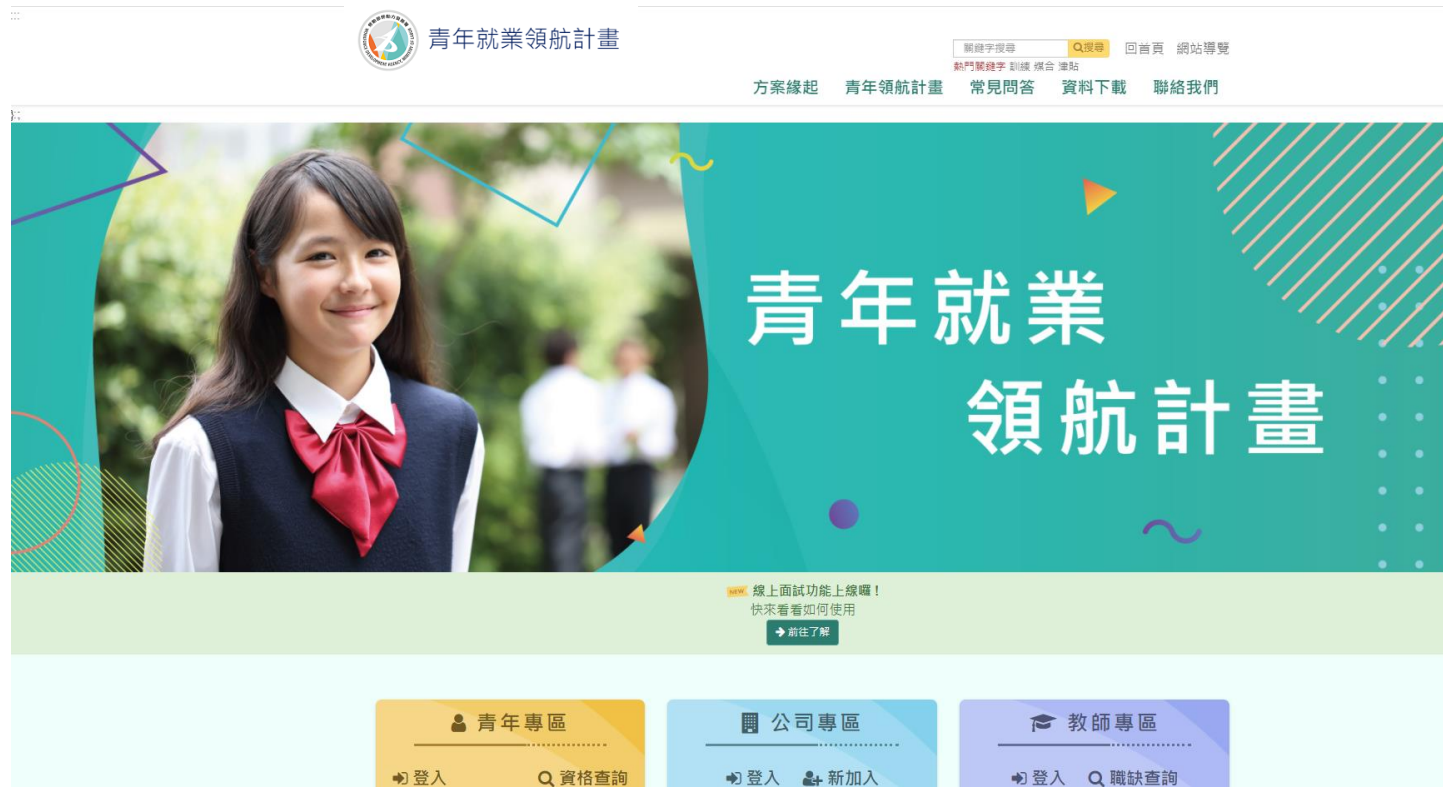 :::
青年就業領航計畫
關鍵字搜尋 搜尋 回首頁 網站導覽
熱門關鍵字 訓練 媒合 津貼
方案緣起 青年領航計畫 常見問答 資料下載 聯絡我們
青年就業
領航計畫
NEW 線上面試功能上線囉！
快來看看如何使用
前往了解
青年專區 公司專區 教師專區
登入 資格查詢 登入 新加入 登入 職缺查詢